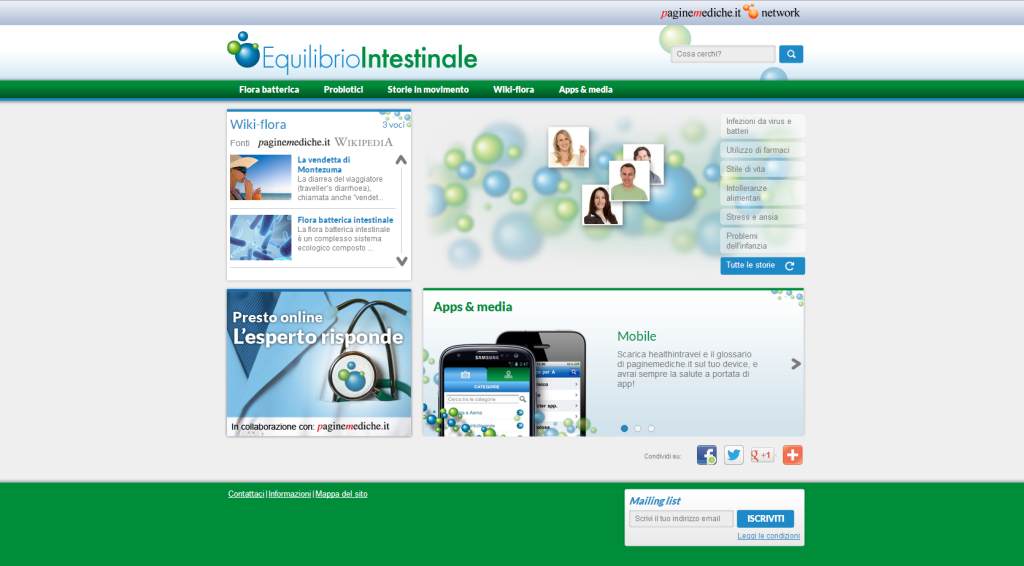 paginemediche.it network
EquilibrioIntestinale
Cosa cerchi?
Flora batterica Probiotici Storie in movimento Wiki-flora Apps & media
Wiki-flora 3 voci
Fonti paginemediche.it WIKIPEDIA
La vendetta di
Montezuma
La diarrea del viaggiatore
(traveller's diarrhoea),
chiamata anche "vendet...
Flora batterica intestinale
La flora batterica intestinale
è un complesso sistema
ecologico composto ...
Infezioni da virus e
batteri
Utilizzo di farmaci
Stile di vita
Intolleranze
alimentari
Stress e ansia
Problemi
dell'infanzia
Tutte le storie
Presto online
L'esperto risponde
In collaborazione con: paginemediche.it
Apps & media
SAMSUNG
CATEGORIE
Cerca tra le categorie
Mobile
Scarica healthintravel e il glossario
di paginemediche.it sul tuo device, e
avrai sempre la salute a portata di
app!
Condividi su:
g +1
Contattaci | Informazioni | Mappa del sito
Mailing list
Scrivi il tuo indirizzo email ISCRIVITI
Leggi le condizioni